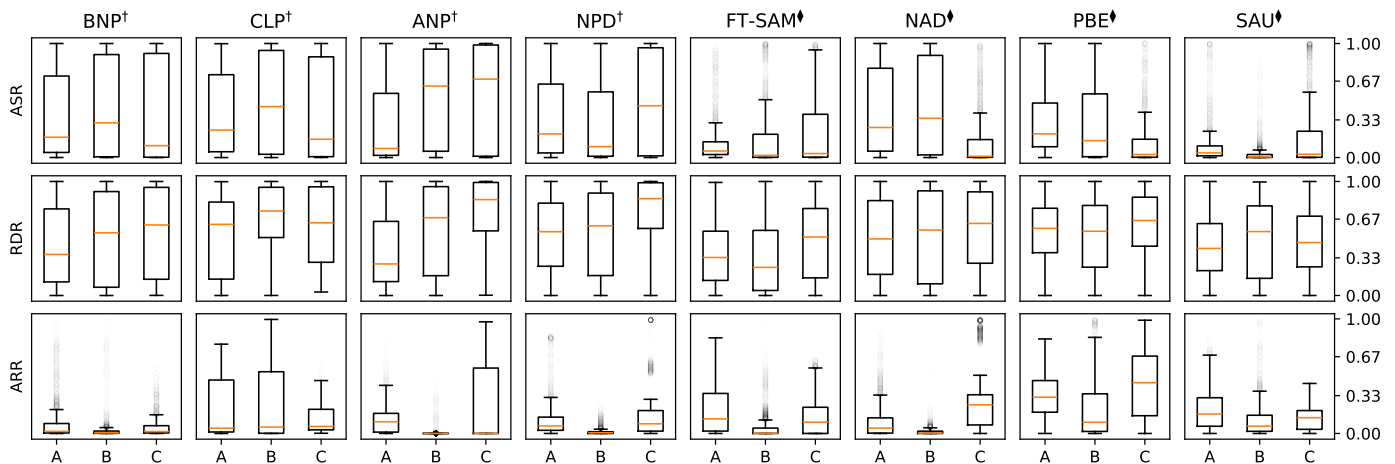 BNP† CLP† ANP† NPD† FT-SAM♦ NAD♦ PBE♦ SAU♦
ASR
1.00
0.67
0.33
0.00
RDR
1.00
0.67
0.33
0.00
ARR
1.00
0.67
0.33
0.00
A B C A B C A B C A B C A B C A B C A B C A B C